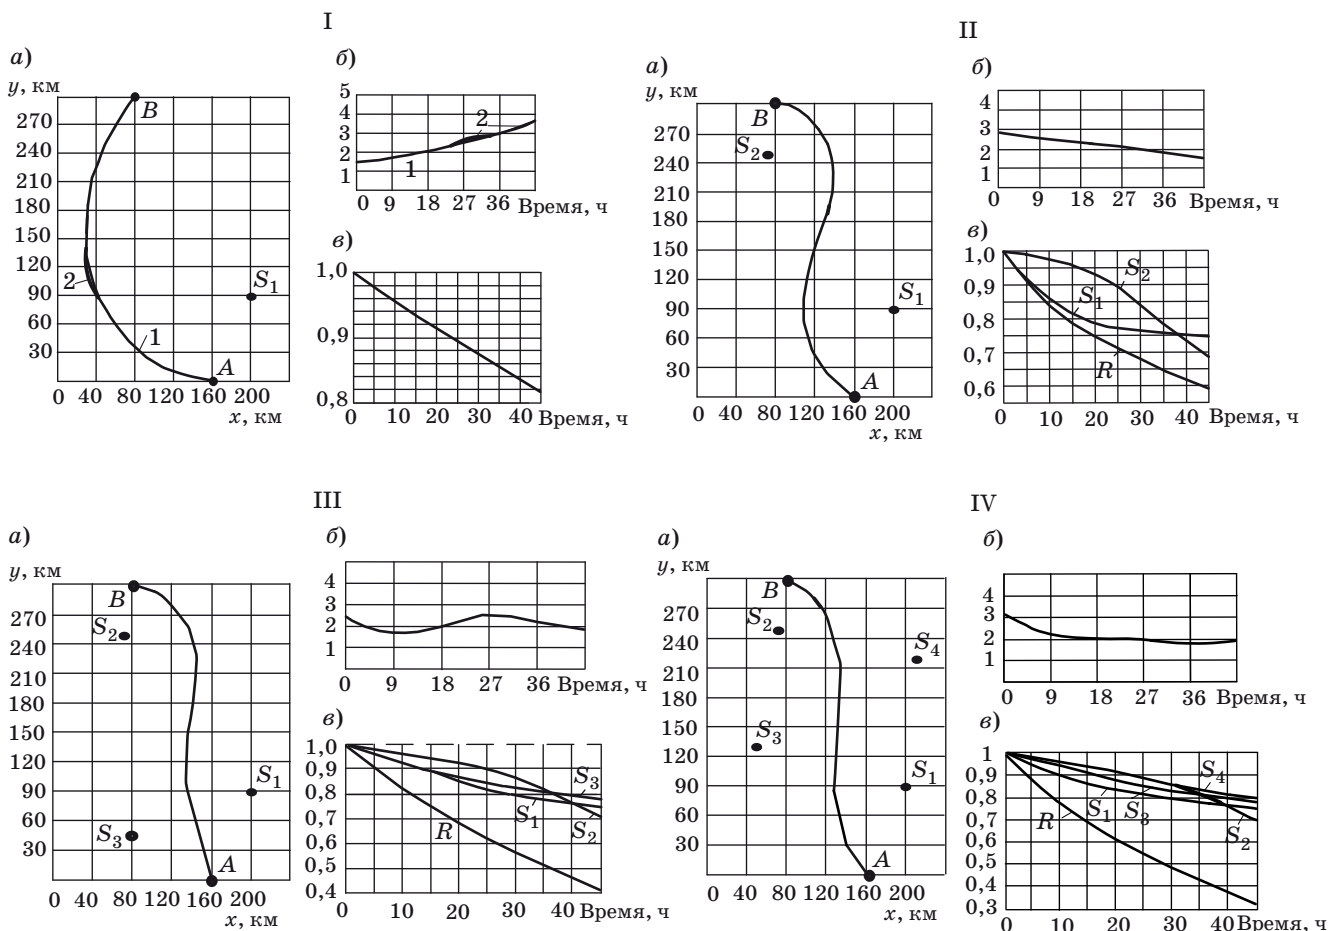 I
а)
y, км
270
240
210
180
150
120
90
60
30
0 40 80 120 160 200
x, км
B
2
1
A
S1
б)
5
4
3
2
1
2
1
0 9 18 27 36 Время, ч
в)
1,0
0,9
0,8
0 10 20 30 40 Время, ч
II
а)
y, км
270
240
210
180
150
120
90
60
30
0 40 80 120 160 200
x, км
B
S2
S1
A
б)
4
3
2
1
0 9 18 27 36 Время, ч
в)
1,0
0,9
0,8
0,7
0,6
S2
S1
R
0 10 20 30 40 Время, ч
III
а)
y, км
270
240
210
180
150
120
90
60
30
0 40 80 120 160 200
x, км
B
S2
S1
S3
A
б)
4
3
2
1
0 9 18 27 36 Время, ч
в)
1,0
0,9
0,8
0,7
0,6
0,5
0,4
S3
S1
R
S2
0 10 20 30 40 Время, ч
IV
а)
y, км
270
240
210
180
150
120
90
60
30
0 40 80 120 160 200
x, км
B
S2
S4
S3
S1
A
б)
4
3
2
1
0 9 18 27 36 Время, ч
в)
1
0,9
0,8
0,7
0,6
0,5
0,4
0,3
S4
S1
S3
R
S2
0 10 20 30 40 Время, ч